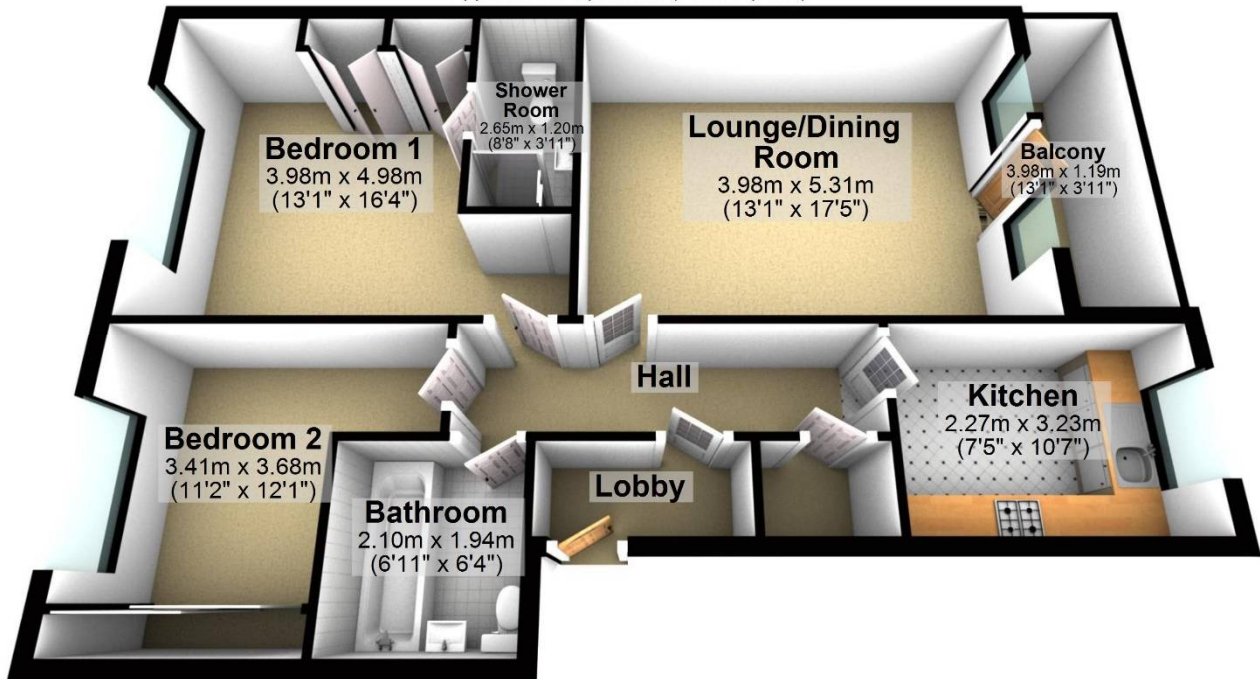 Shower
Room
2.65m x 1.20m
(8'8" x 3'11")
Bedroom 1
3.98m x 4.98m
(13'1" x 16'4")
Lounge/Dining
Room
3.98m x 5.31m
(13'1" x 17'5")
Balcony
3.98m x 1.19m
(13'1" x 3'11")
Hall
Kitchen
2.27m x 3.23m
(7'5" x 10'7")
Bedroom 2
3.41m x 3.68m
(11'2" x 12'1")
Bathroom
2.10m x 1.94m
(6'11" x 6'4")
Lobby